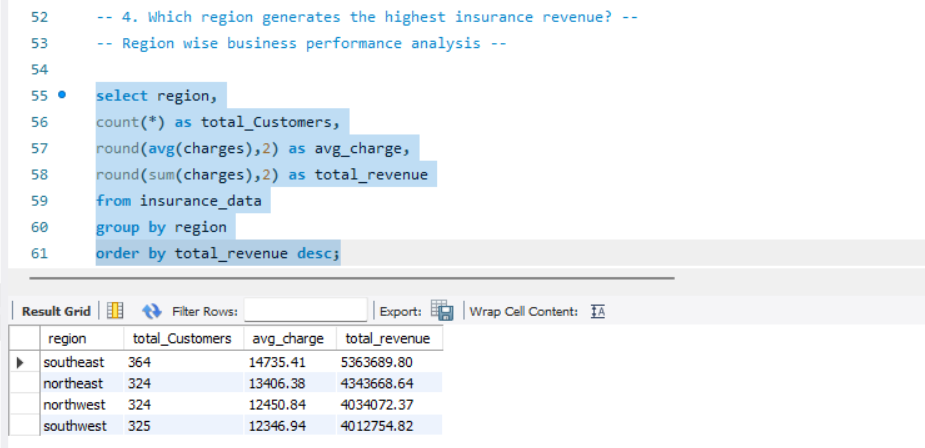 52 -- 4. Which region generates the highest insurance revenue? --
53 -- Region wise business performance analysis --
54
55 select region,
56 count(*) as total_Customers,
57 round(avg(charges),2) as avg_charge,
58 round(sum(charges),2) as total_revenue
59 from insurance_data
60 group by region
61 order by total_revenue desc;
Result Grid Filter Rows: Export: Wrap Cell Content: IA
region total_Customers avg_charge total_revenue
southeast 364 14735.41 5363689.80
northeast 324 13406.38 4343668.64
northwest 324 12450.84 4034072.37
southwest 325 12346.94 4012754.82